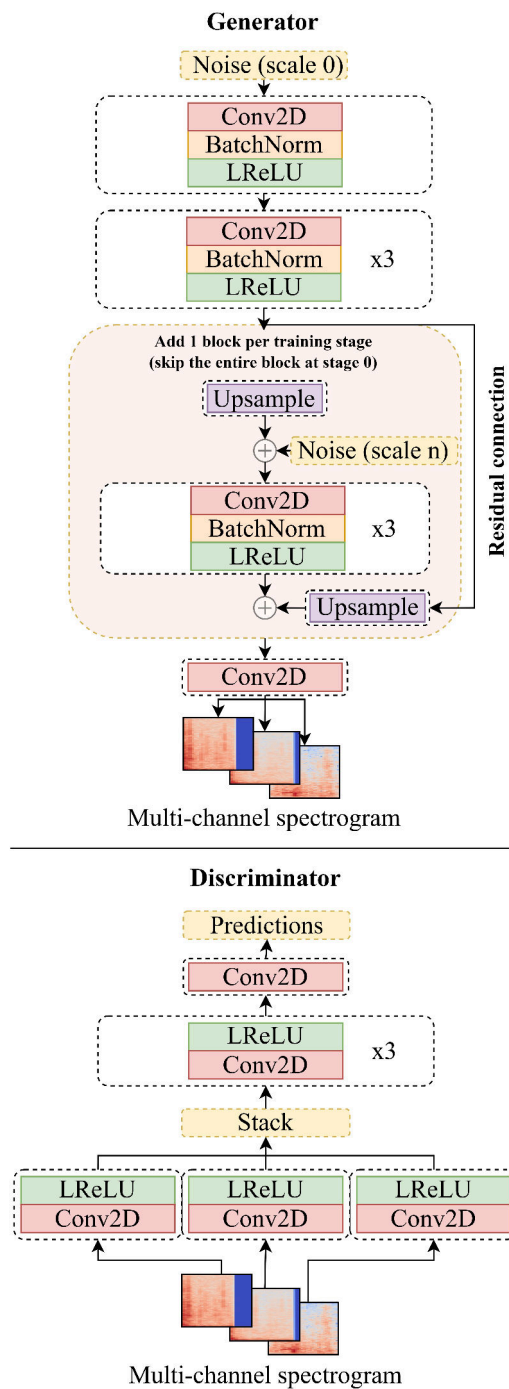 Generator
Noise (scale 0)
Conv2D
BatchNorm
LReLU
Conv2D
BatchNorm
LReLU
x3
Add 1 block per training stage
(skip the entire block at stage 0)
Upsample
Noise (scale n)
Conv2D
BatchNorm
LReLU
x3
Upsample
Residual connection
Conv2D
Multi-channel spectrogram
Discriminator
Predictions
Conv2D
LReLU
Conv2D
x3
Stack
LReLU
Conv2D
LReLU
Conv2D
LReLU
Conv2D
Multi-channel spectrogram